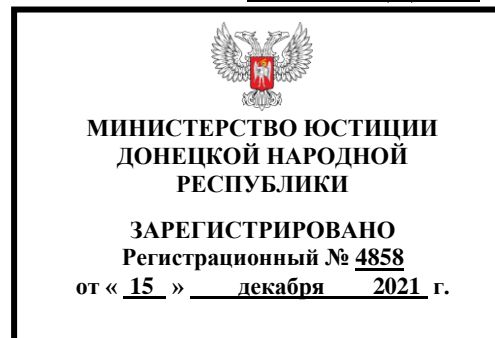 МИНИСТЕРСТВО ЮСТИЦИИ
ДОНЕЦКОЙ НАРОДНОЙ
РЕСПУБЛИКИ
ЗАРЕГИСТРИРОВАНО
Регистрационный № 4858
от « 15 » декабря 2021 г.